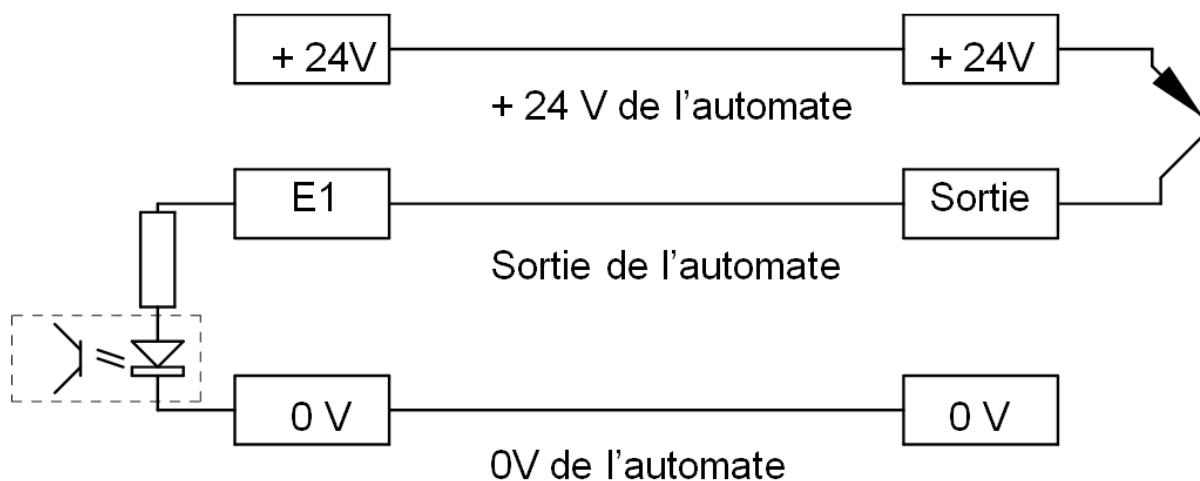 + 24V
+ 24V
+ 24 V de l’automate
E1
Sortie
Sortie de l’automate
0 V
0 V
0V de l’automate